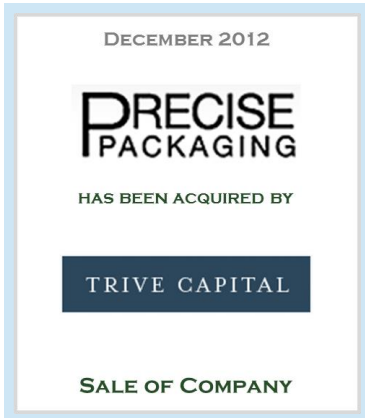 December 2012
PRECISE
PACKAGING
HAS BEEN ACQUIRED BY
TRIVE CAPITAL
Sale of Company